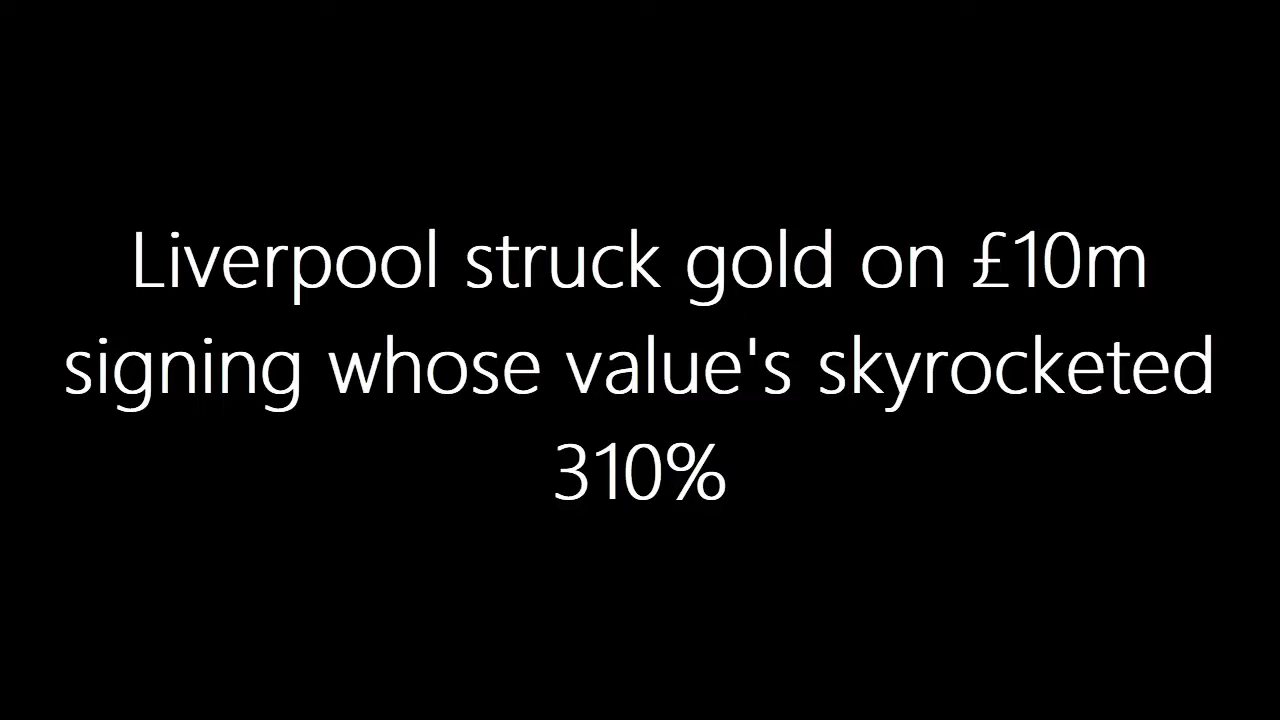 Liverpool struck gold on £10m
signing whose value's skyrocketed
310%